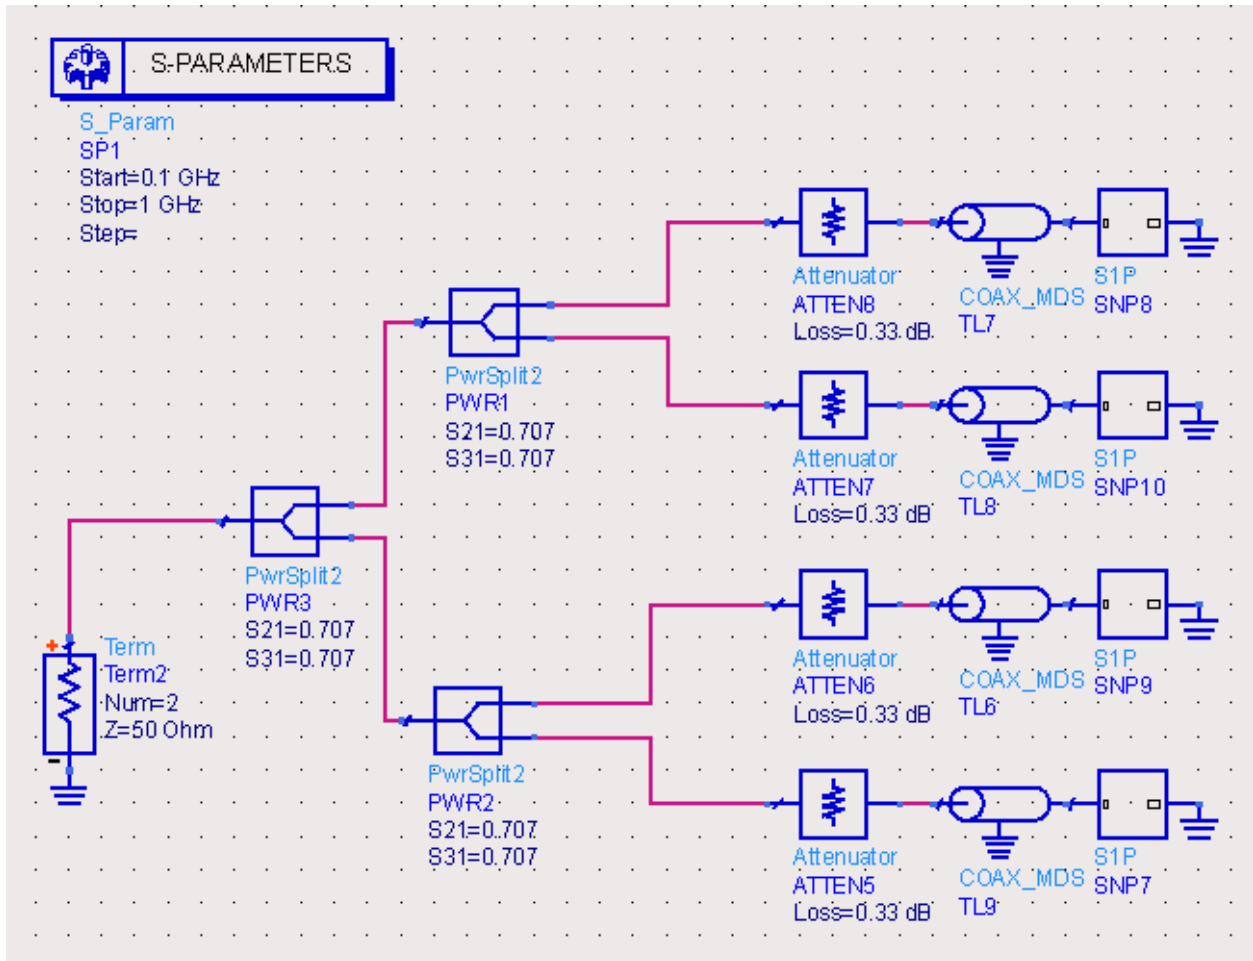 S-PARAMETERS
S_Param
SP1
Start=0.1 GHz
Stop=1 GHz
Step=
Attenuator
ATTEN8
Loss=0.33 dB
COAX_MDS
TL7
S1P
SNP8
PwrSplit2
PWR1
S21=0.707
S31=0.707
Attenuator
ATTEN7
Loss=0.33 dB
COAX_MDS
TL8
S1P
SNP10
PwrSplit2
PWR3
S21=0.707
S31=0.707
Term
Term2
Num=2
Z=50 Ohm
Attenuator
ATTEN6
Loss=0.33 dB
COAX_MDS
TL6
S1P
SNP9
PwrSplit2
PWR2
S21=0.707
S31=0.707
Attenuator
ATTEN5
Loss=0.33 dB
COAX_MDS
TL9
S1P
SNP7